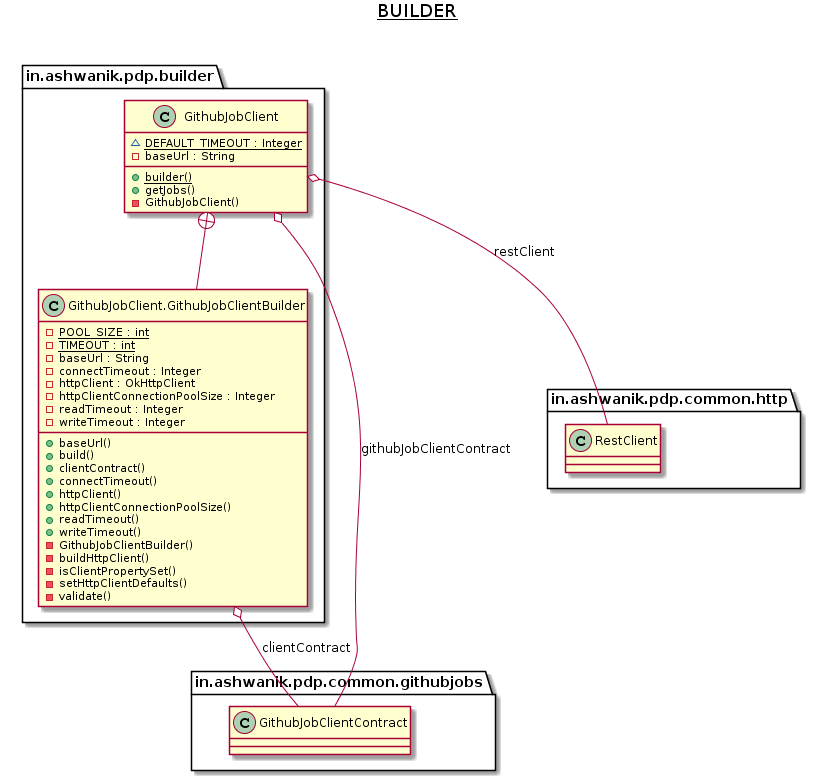 BUILDER
in.ashwanik.pdp.builder
C GithubJobClient
DEFAULT_TIMEOUT : Integer
baseUrl : String
builder()
getJobs()
GithubJobClient()
restClient
C GithubJobClient.GithubJobClientBuilder
POOL_SIZE : int
TIMEOUT : int
baseUrl : String
connectTimeout : Integer
httpClient : OkHttpClient
httpClientConnectionPoolSize : Integer
readTimeout : Integer
writeTimeout : Integer
baseUrl()
build()
clientContract()
connectTimeout()
httpClient()
httpClientConnectionPoolSize()
readTimeout()
writeTimeout()
GithubJobClientBuilder()
buildHttpClient()
isClientPropertySet()
setHttpClientDefaults()
validate()
githubJobClientContract
in.ashwanik.pdp.common.http
C RestClient
clientContract
in.ashwanik.pdp.common.githubjobs
C GithubJobClientContract